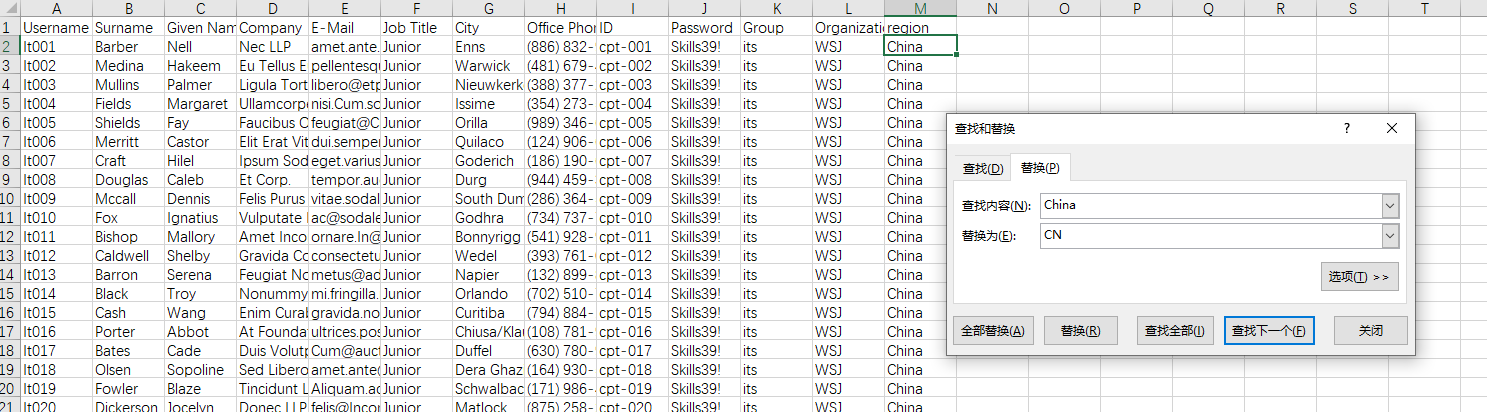 A B C D E F G H I J K L M N O P Q R S T U
1 Username Surname Given Nam Company E-Mail Job Title City Office Phon ID Password Group Organizati region
2 It001 Barber Nell Nec LLP amet.ante. Junior Enns (886) 832- cpt-001 Skills39! its WSJ China
3 It002 Medina Hakeem Eu Tellus E pellentesq Junior Warwick (481) 679- cpt-002 Skills39! its WSJ China
4 It003 Mullins Palmer Ligula Tort libero@etp Junior Nieuwkerk (388) 377- cpt-003 Skills39! its WSJ China
5 It004 Fields Margaret Ullamcorp nisi.Cum.so Junior Issime (354) 273- cpt-004 Skills39! its WSJ China
6 It005 Shields Fay Faucibus C feugiat@C Junior Orilla (989) 346- cpt-005 Skills39! its WSJ China
7 It006 Merritt Castor Elit Erat Vit dui.sempe Junior Quilaco (124) 906- cpt-006 Skills39! its WSJ China
8 It007 Craft Hilel Ipsum Sod eget.varius Junior Goderich (186) 190- cpt-007 Skills39! its WSJ China
9 It008 Douglas Caleb Et Corp. tempor.au Junior Durg (944) 459- cpt-008 Skills39! its WSJ China
10 It009 Mccall Dennis Felis Purus vitae.sodal Junior South Dum (286) 364- cpt-009 Skills39! its WSJ China
11 It010 Fox Ignatius Vulputate ac@sodale Junior Godhra (734) 737- cpt-010 Skills39! its WSJ China
12 It011 Bishop Mallory Amet Inco ornare.In@ Junior Bonnyrigg (541) 928- cpt-011 Skills39! its WSJ China
13 It012 Caldwell Shelby Gravida Co consectetu Junior Wedel (393) 761- cpt-012 Skills39! its WSJ China
14 It013 Barron Serena Feugiat No metus@ac Junior Napier (132) 899- cpt-013 Skills39! its WSJ China
15 It014 Black Troy Nonummy mi.fringilla. Junior Orlando (702) 510- cpt-014 Skills39! its WSJ China
16 It015 Cash Wang Enim Cural gravida.no Junior Curitiba (794) 884- cpt-015 Skills39! its WSJ China
17 It016 Porter Abbot At Founda ultrices.pos Junior Chiusa/Kla (108) 781- cpt-016 Skills39! its WSJ China
18 It017 Bates Cade Duis Volutp Cum@auct Junior Duffel (630) 780- cpt-017 Skills39! its WSJ China
19 It018 Olsen Sopoline Sed Libero amet.ante( Junior Dera Ghaz (164) 930- cpt-018 Skills39! its WSJ China
20 It019 Fowler Blaze Tincidunt L Aliquam.ac Junior Schwalbac (171) 986- cpt-019 Skills39! its WSJ China
21 It020 Dickerson Jocelyn Donec LLP felis@Incor Junior Matlock (875) 258- cpt-020 Skills39! its WSJ China
查找和替换 ?
查找(D) 替换(P)
查找内容(N): China
替换为(E): CN
选项(T) >>
全部替换(A) 替换(R) 查找全部(I) 查找下一个(F) 关闭